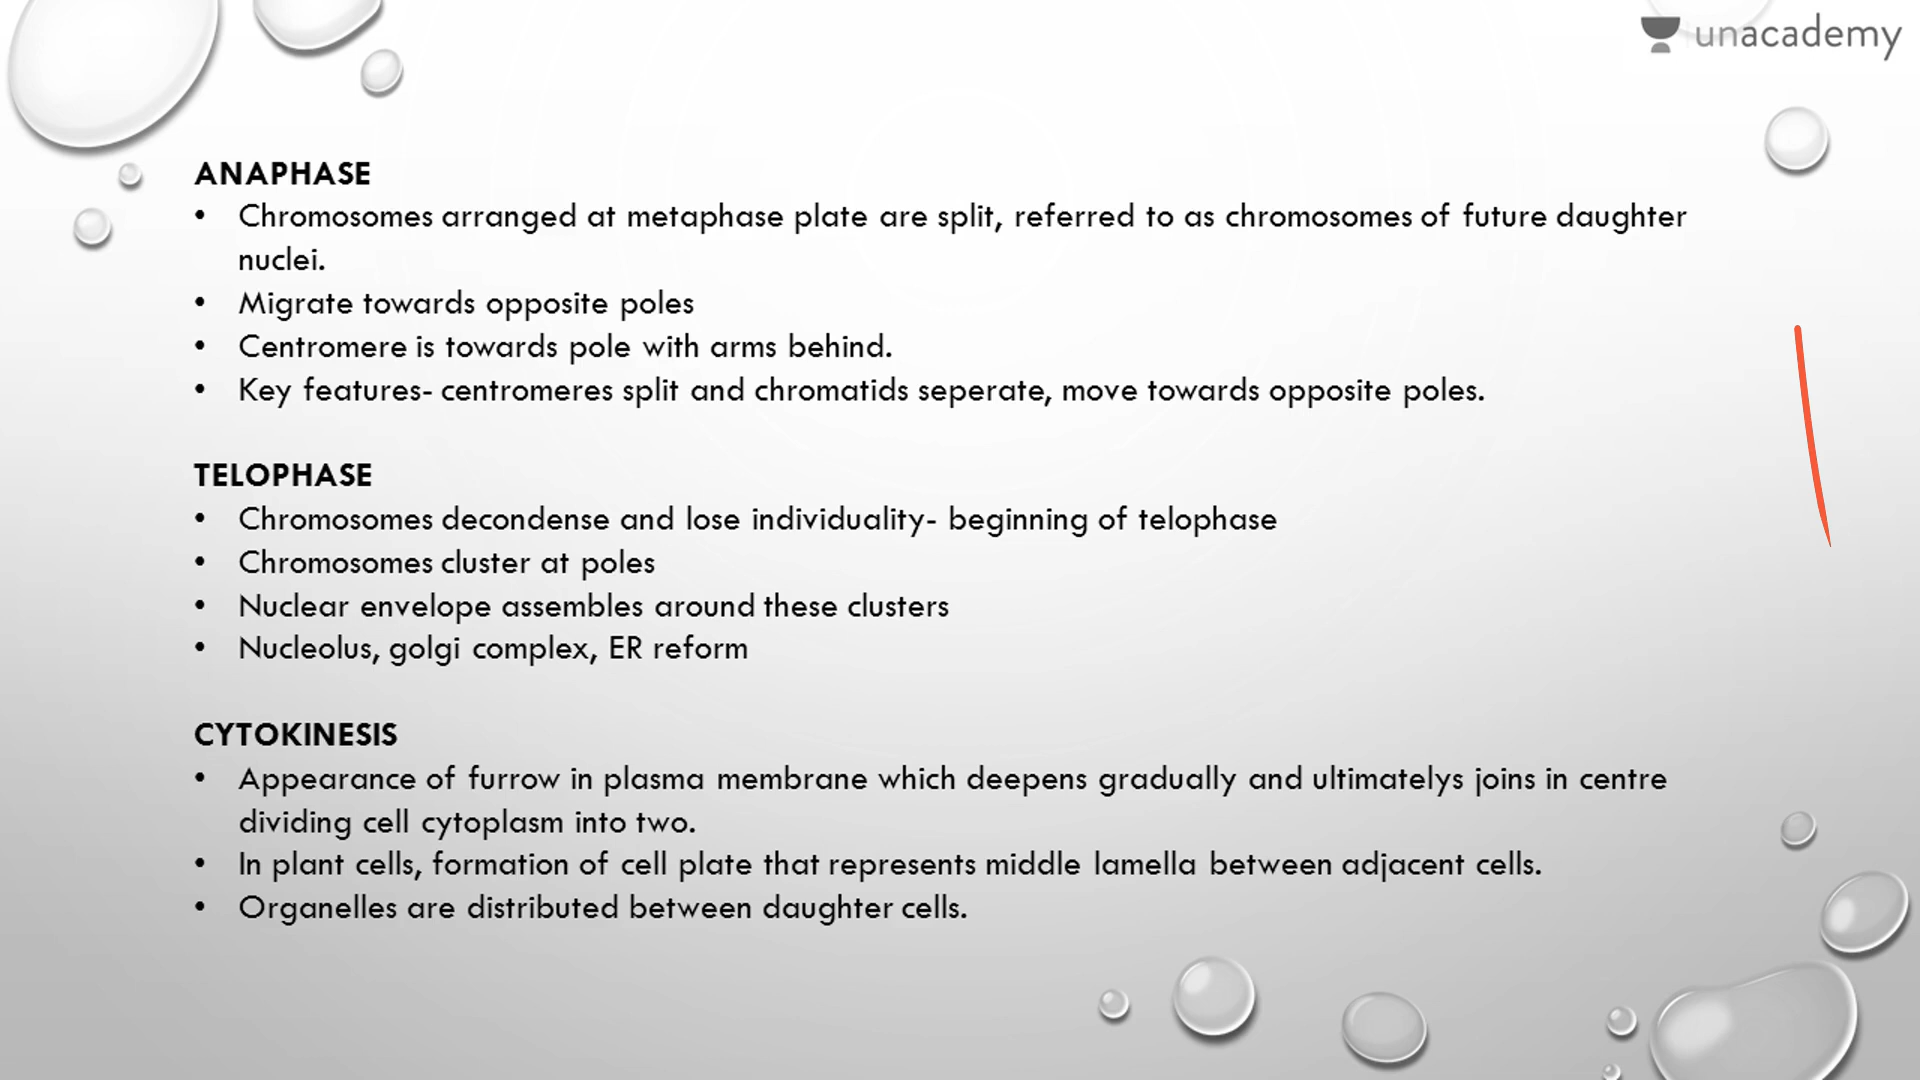 unacademy
ANAPHASE
• Chromosomes arranged at metaphase plate are split, referred to as chromosomes of future daughter
nuclei.
• Migrate towards opposite poles
• Centromere is towards pole with arms behind.
• Key features- centromeres split and chromatids seperate, move towards opposite poles.
TELOPHASE
• Chromosomes decondense and lose individuality- beginning of telophase
• Chromosomes cluster at poles
• Nuclear envelope assembles around these clusters
• Nucleolus, golgi complex, ER reform
CYTOKINESIS
• Appearance of furrow in plasma membrane which deepens gradually and ultimatelys joins in centre
dividing cell cytoplasm into two.
• In plant cells, formation of cell plate that represents middle lamella between adjacent cells.
• Organelles are distributed between daughter cells.